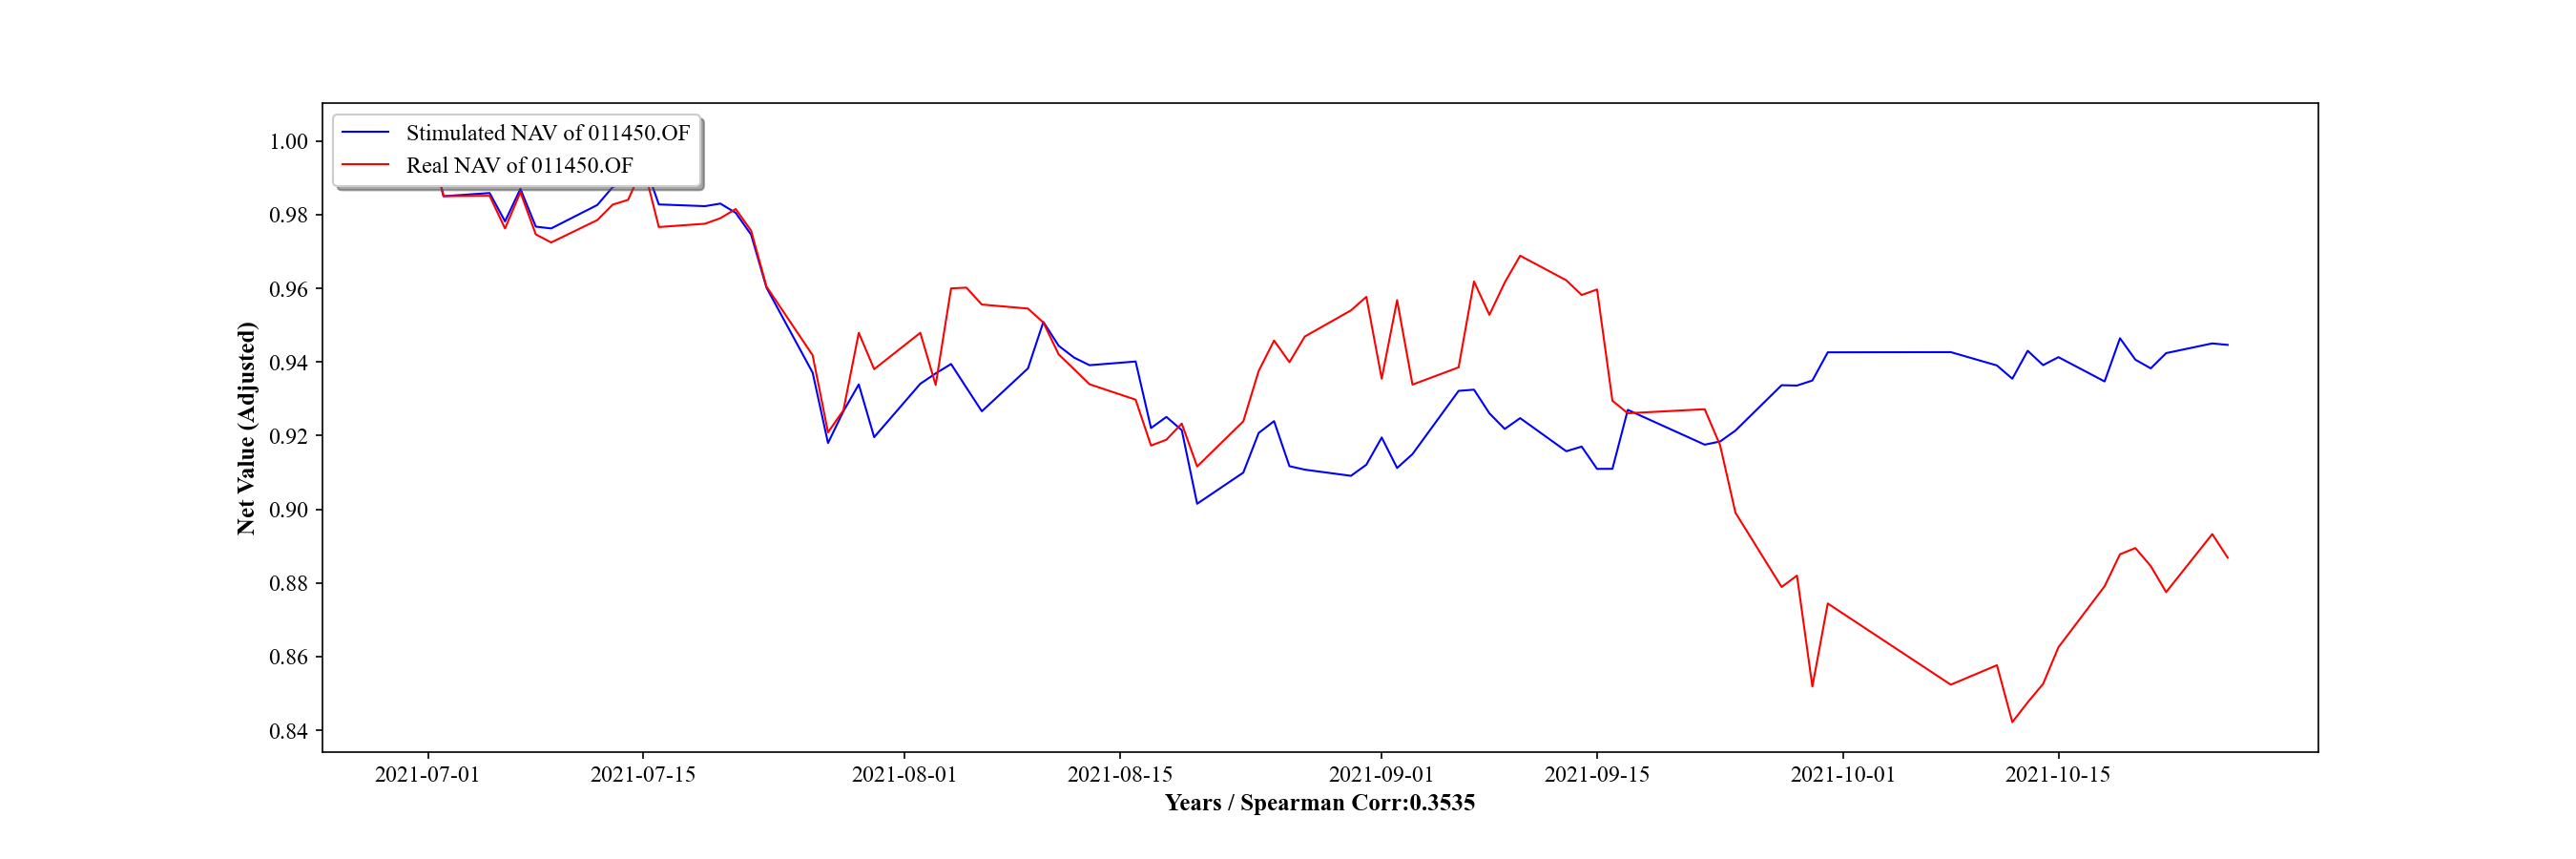 Stimulated NAV of 011450.OF
Real NAV of 011450.OF
Net Value (Adjusted)
1.00
0.98
0.96
0.94
0.92
0.90
0.88
0.86
0.84
2021-07-01 2021-07-15 2021-08-01 2021-08-15 2021-09-01 2021-09-15 2021-10-01 2021-10-15
Years / Spearman Corr:0.3535